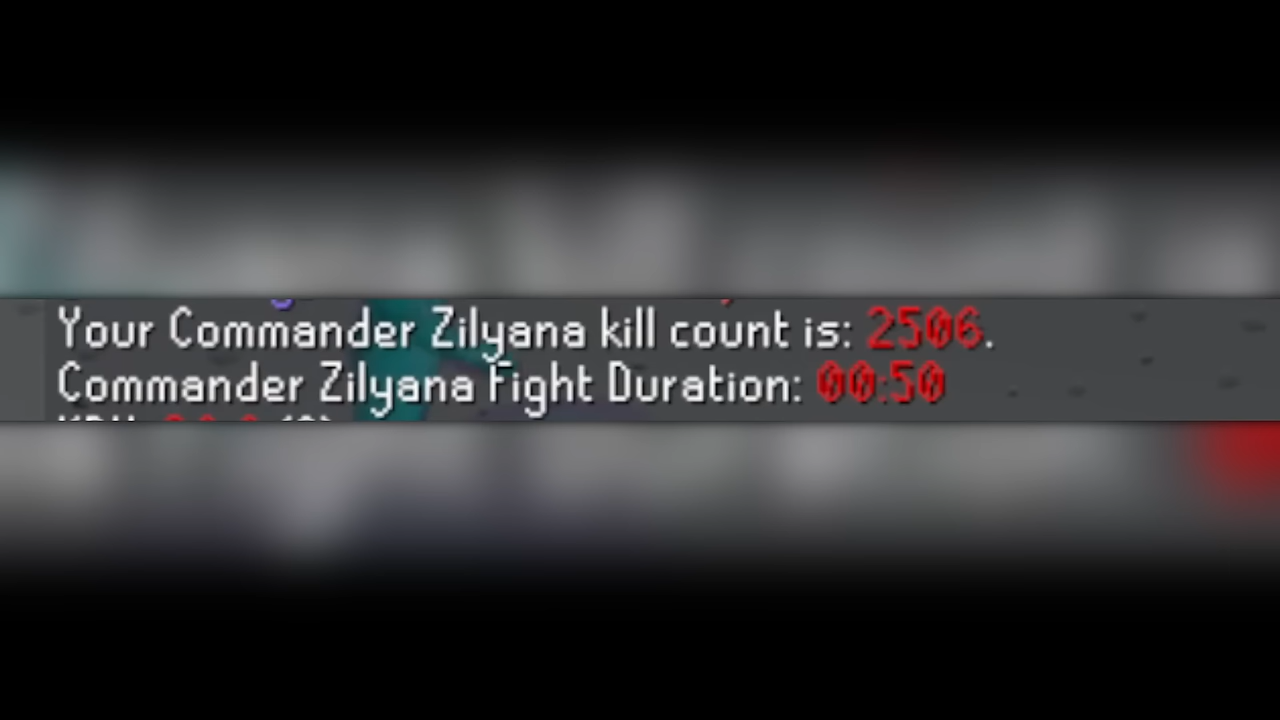 Your Commander Zilyana kill count is: 2506.
Commander Zilyana Fight Duration: 00:50